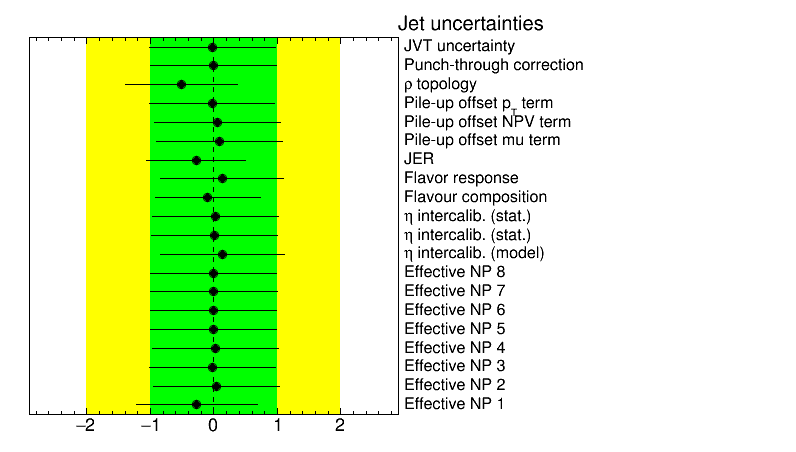 Jet uncertainties
JVT uncertainty
Punch-through correction
ρ topology
Pile-up offset pT term
Pile-up offset NPV term
Pile-up offset mu term
JER
Flavor response
Flavour composition
η intercalib. (stat.)
η intercalib. (stat.)
η intercalib. (model)
Effective NP 8
Effective NP 7
Effective NP 6
Effective NP 5
Effective NP 4
Effective NP 3
Effective NP 2
Effective NP 1
−2 −1 0 1 2